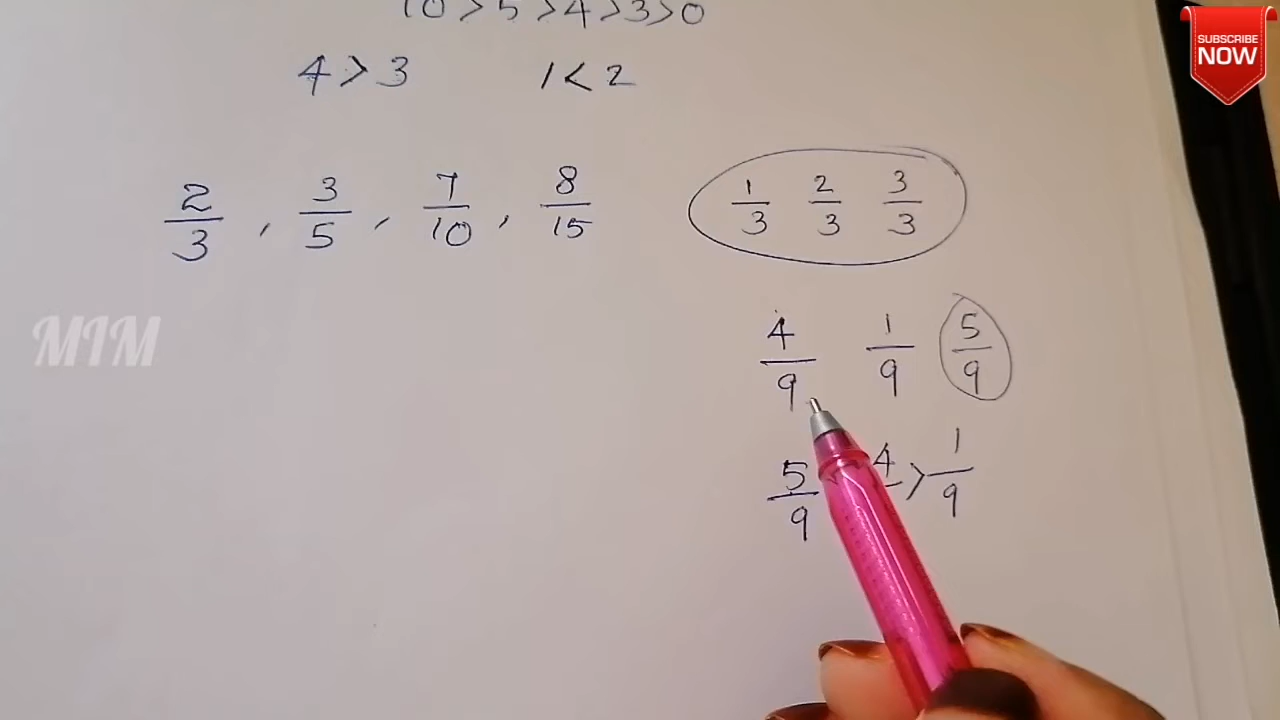 10 > 5 > 4 > 3 > 0
4 > 3 1 < 2
2/3 , 3/5 , 7/10 , 8/15
1/3 2/3 3/3
4/9 1/9 5/9
5/9 4 > 1/9
MIM
SUBSCRIBE
NOW